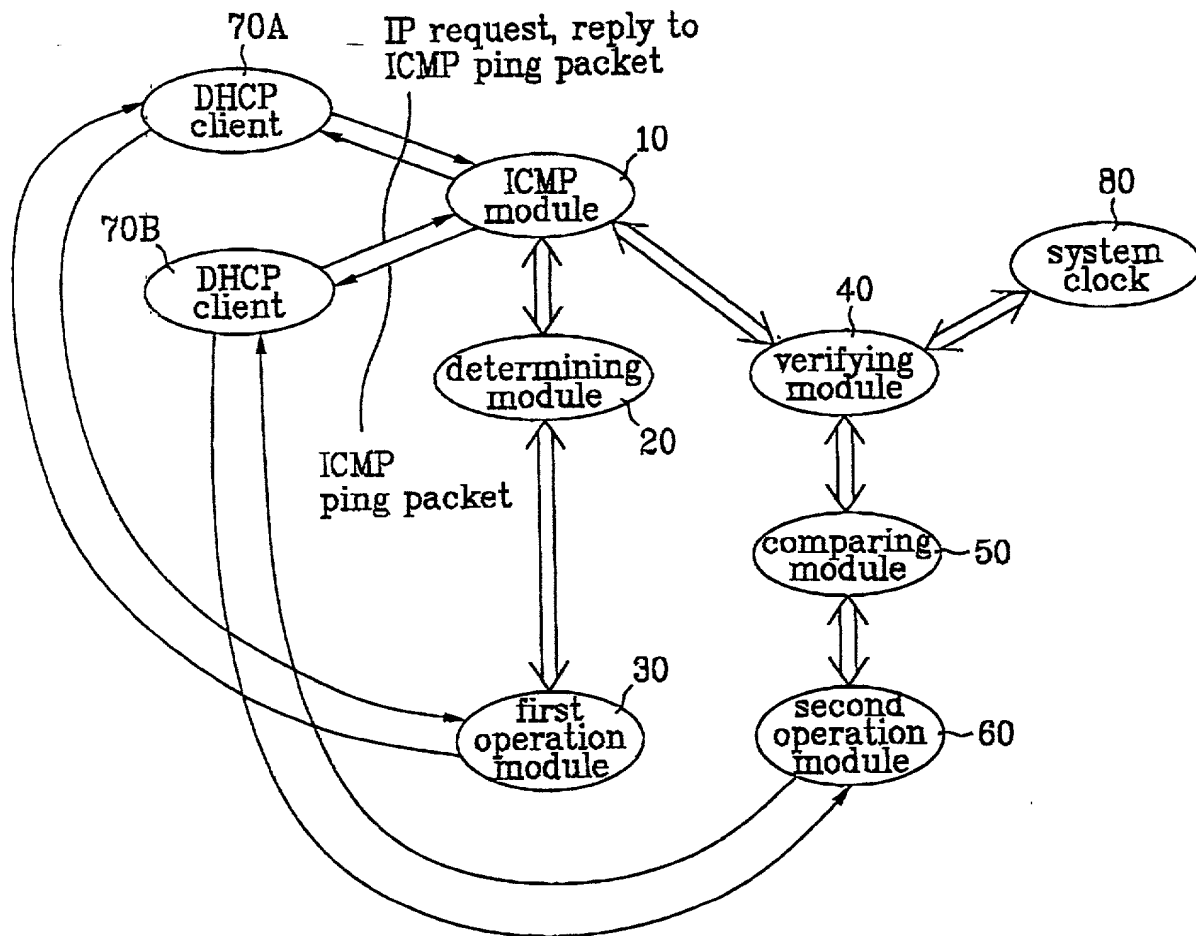 70A
IP request, reply to
ICMP ping packet
DHCP
client
10
ICMP
module
80
system
clock
70B
DHCP
client
40
verifying
module
determining
module
20
ICMP
ping packet
comparing
module
50
30
first
operation
module
second
operation
module
60